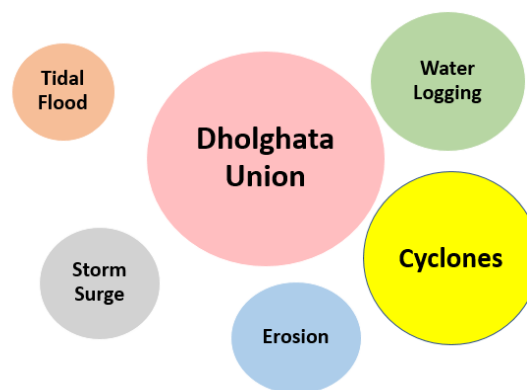 Tidal
Flood
Dholghata
Union
Water
Logging
Storm
Surge
Erosion
Cyclones